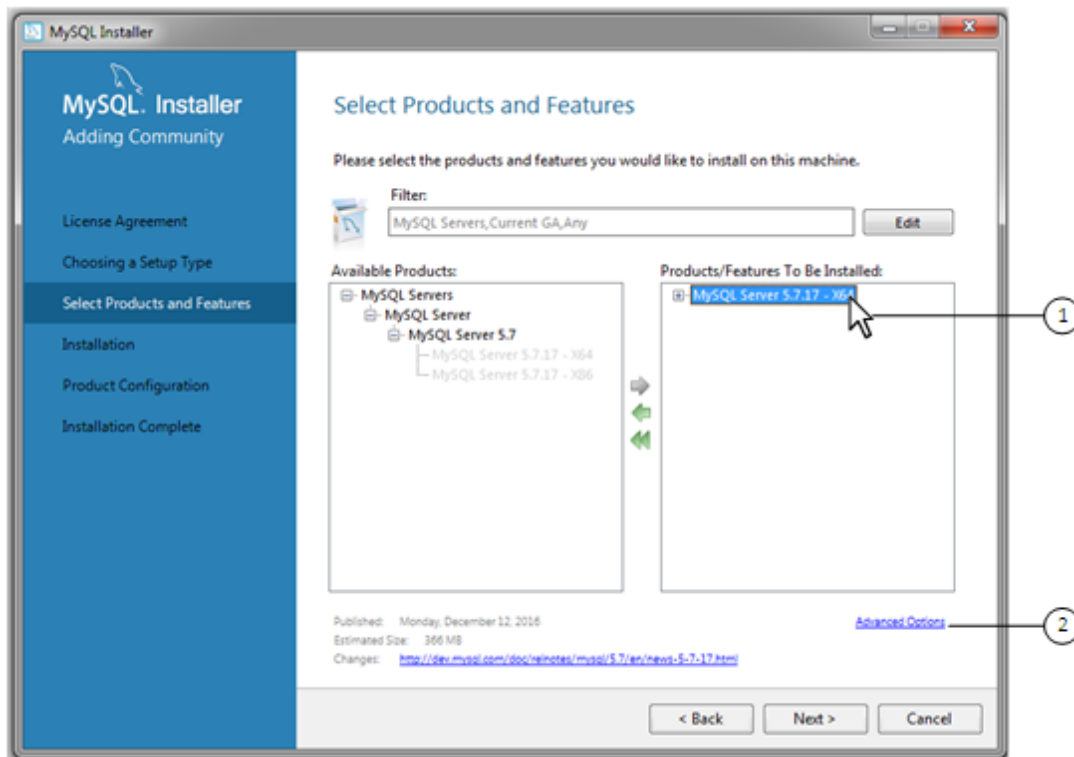 MySQL Installer
MySQL. Installer
Adding Community
License Agreement
Choosing a Setup Type
Select Products and Features
Installation
Product Configuration
Installation Complete
Select Products and Features
Please select the products and features you would like to install on this machine.
Filter:
MySQL Servers,Current GA,Any
Edit
Available Products:
MySQL Servers
MySQL Server
MySQL Server 5.7
MySQL Server 5.7.17 - X64
MySQL Server 5.7.17 - X86
Products/Features To Be Installed:
MySQL Server 5.7.17 - X64
1
Published: Monday, December 12, 2016
Estimated Size: 366 MB
Changes: http://dev.mysql.com/doc/relnotes/mysql/5.7/en/news-5-7-17.html
Advanced Options
2
< Back
Next >
Cancel